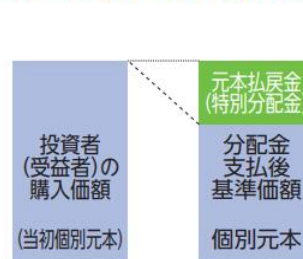 投資者
(受益者)の
購入価額
(当初個別元本)
元本払戻金
(特別分配金
分配金
支払後
基準価額
個別元本